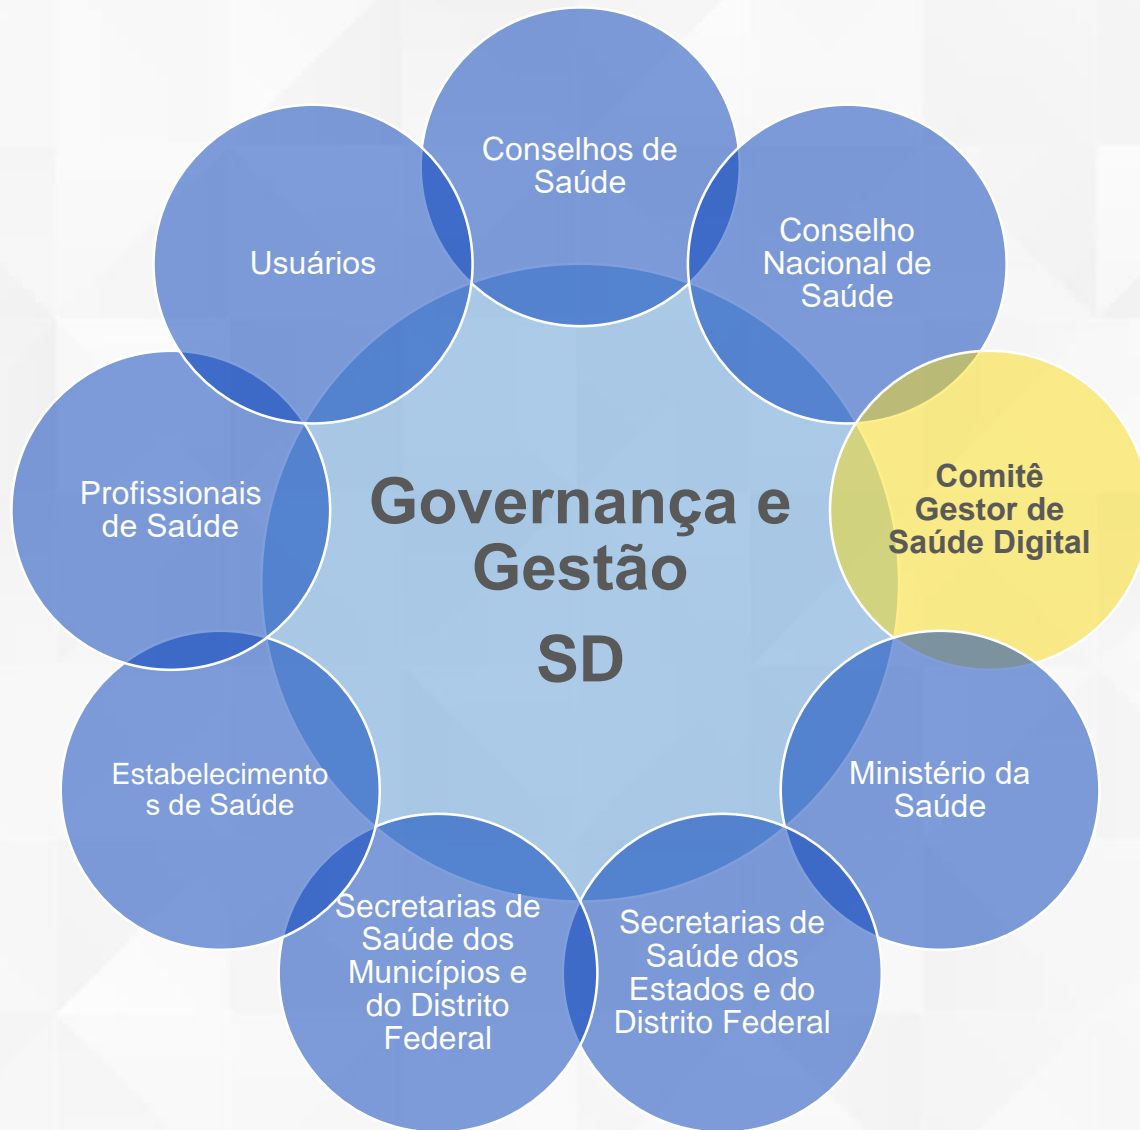 Conselhos de
Saúde
Conselho
Nacional de
Saúde
Comitê
Gestor de
Saúde Digital
Ministério da
Saúde
Secretarias de
Saúde dos
Estados e do
Distrito Federal
Secretarias de
Saúde dos
Municípios e
do Distrito
Federal
Estabelecimento
s de Saúde
Profissionais
de Saúde
Usuários
Governança e
Gestão
SD